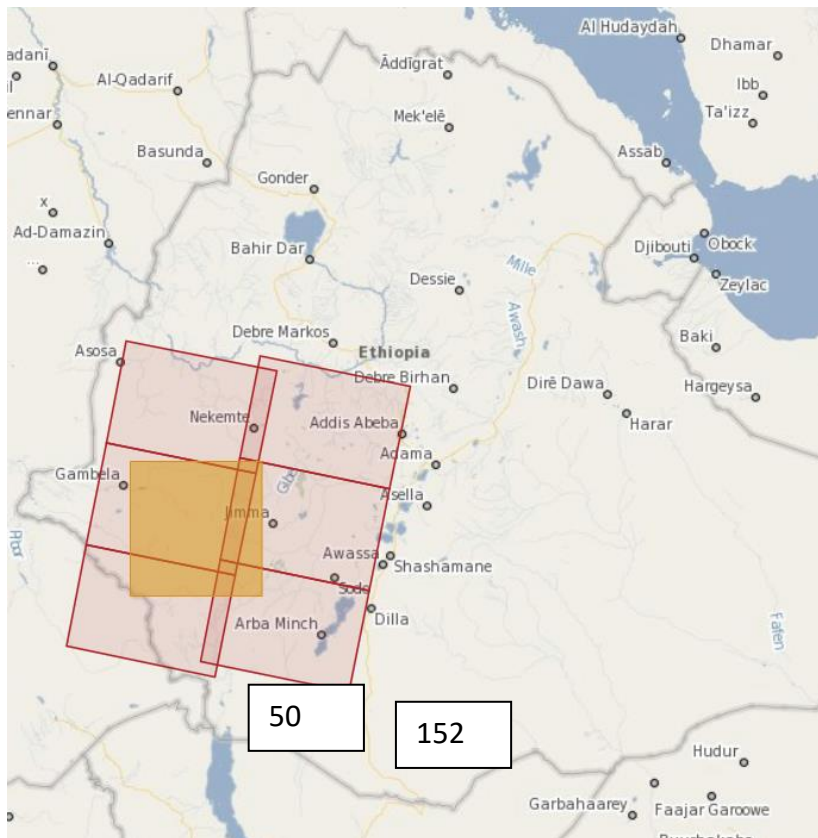 Al Hudaydah
Dhamar
adanī
Āddīgrat
Al-Qadarif
Ibb
Mek'elē
Ta'izz
ennar
Basunda
Assab
Gonder
x
Ad-Damazin
Obock
Bahir Dar
Djibouti
Mille
...
Dessie
Zeylac
Awash
Debre Markos
Baki
Asosa
Ethiopia
Debre Birhan
Dirē Dawa
Hargeysa
Nekemte
Addis Abeba
Harar
Adama
Gambela
Gibe
Asella
Jimma
Awassa
Shashamane
Sodo
Dilla
Arba Minch
Fafen
50
152
Hudur
Garbahaarey
Faajar Garoowe